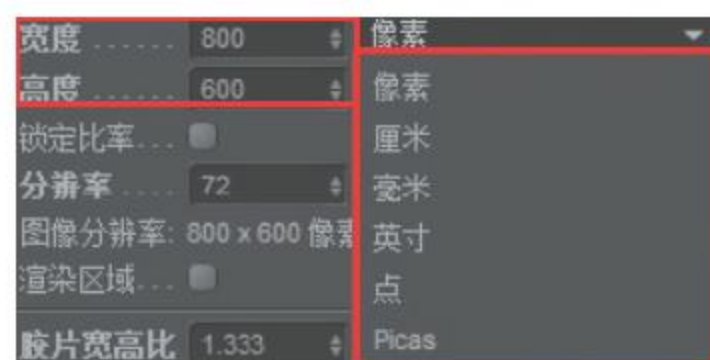 宽度 ...... 800 像素
高度 ...... 600 像素
锁定比率... 厘米
分辨率 .... 72 毫米
图像分辨率: 800 x 600 像素 英寸
渲染区域... 点
胶片宽高比 1.333 Picas